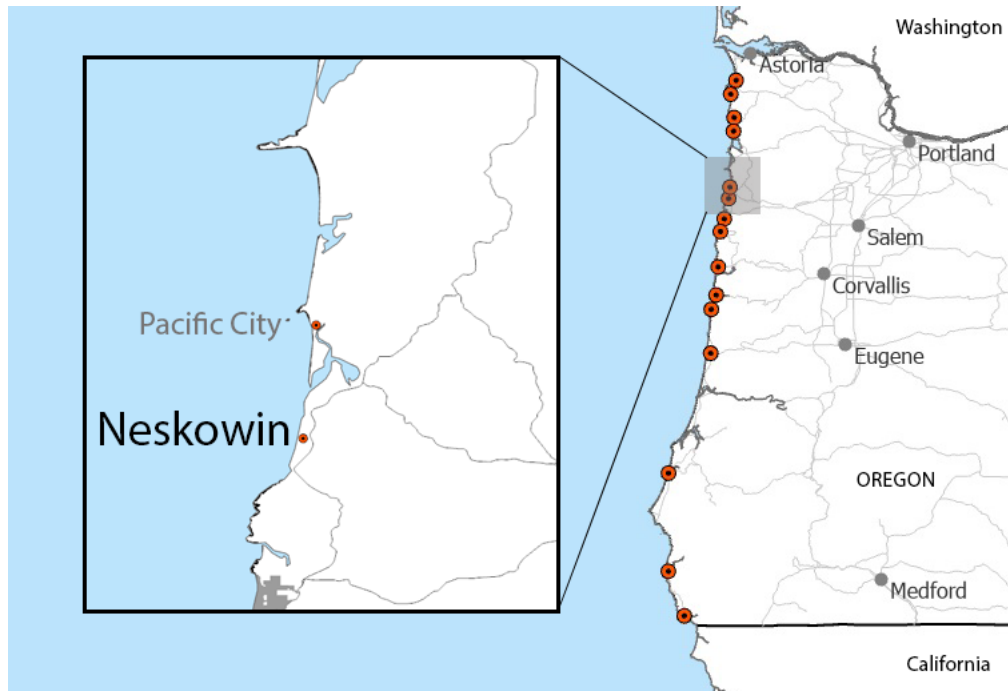 Washington
Astoria
Portland
Salem
Corvallis
Eugene
OREGON
Medford
California
Pacific City
Neskowin